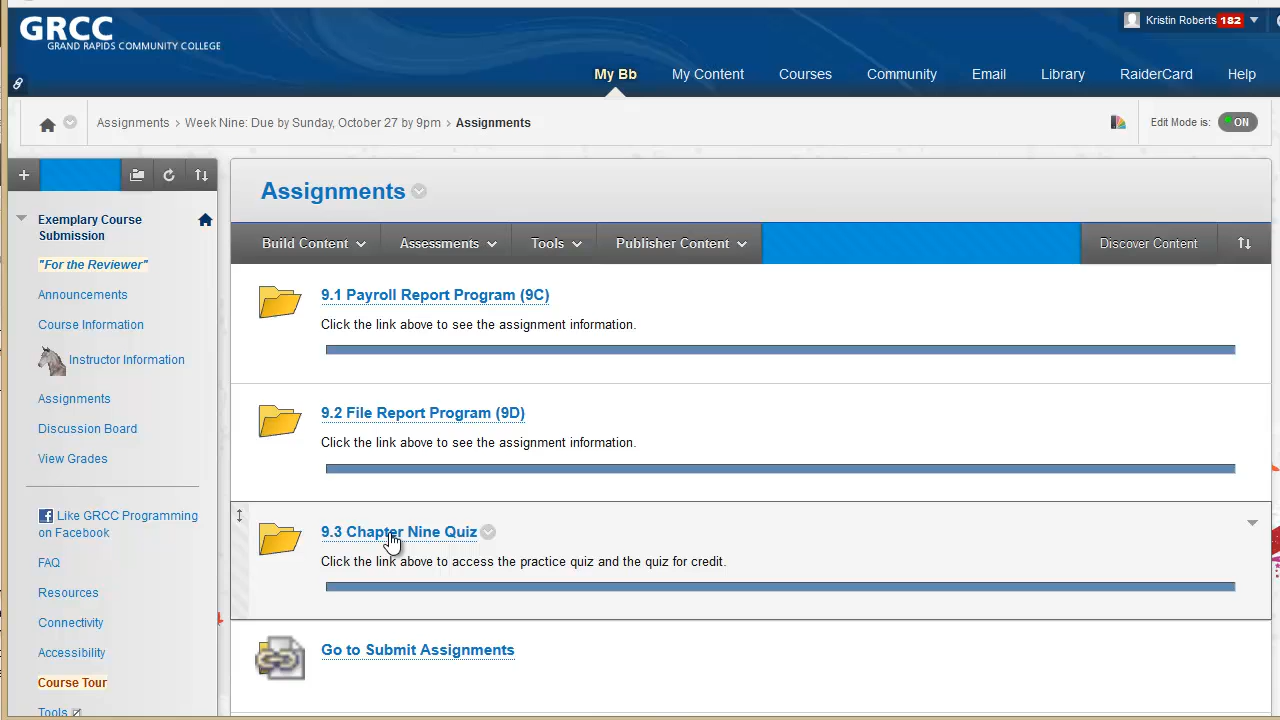 GRCC
GRAND RAPIDS COMMUNITY COLLEGE
Kristin Roberts 182
My Bb My Content Courses Community Email Library RaiderCard Help
Assignments > Week Nine: Due by Sunday, October 27 by 9pm > Assignments
Edit Mode is: ON
Exemplary Course
Submission
"For the Reviewer"
Announcements
Course Information
Instructor Information
Assignments
Discussion Board
View Grades
Like GRCC Programming
on Facebook
FAQ
Resources
Connectivity
Accessibility
Course Tour
Tools
Assignments
Build Content Assessments Tools Publisher Content Discover Content
9.1 Payroll Report Program (9C)
Click the link above to see the assignment information.
9.2 File Report Program (9D)
Click the link above to see the assignment information.
9.3 Chapter Nine Quiz
Click the link above to access the practice quiz and the quiz for credit.
Go to Submit Assignments